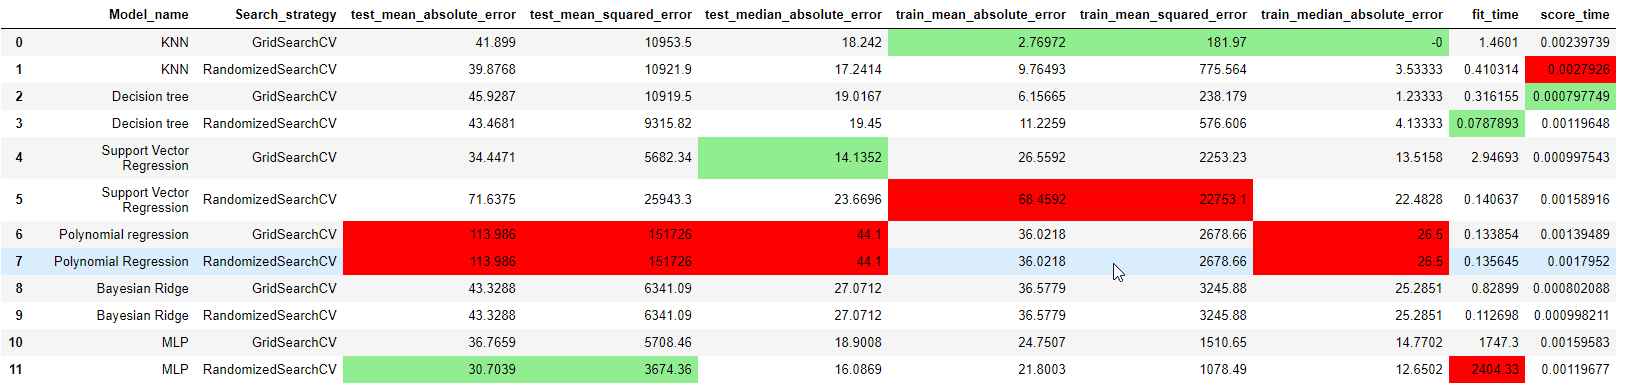 Model_name Search_strategy test_mean_absolute_error test_mean_squared_error test_median_absolute_error train_mean_absolute_error train_mean_squared_error train_median_absolute_error fit_time score_time
0 KNN GridSearchCV 41.899 10953.5 18.242 2.76972 181.97 -0 1.4601 0.00239739
1 KNN RandomizedSearchCV 39.8768 10921.9 17.2414 9.76493 775.564 3.53333 0.410314 0.0027926
2 Decision tree GridSearchCV 45.9287 10919.5 19.0167 6.15665 238.179 1.23333 0.316155 0.000797749
3 Decision tree RandomizedSearchCV 43.4681 9315.82 19.45 11.2259 576.606 4.13333 0.0787893 0.00119648
4 Support Vector Regression GridSearchCV 34.4471 5682.34 14.1352 26.5592 2253.23 13.5158 2.94693 0.000997543
5 Support Vector Regression RandomizedSearchCV 71.6375 25943.3 23.6696 68.4592 22753.1 22.4828 0.140637 0.00158916
6 Polynomial regression GridSearchCV 113.986 151726 44.1 36.0218 2678.66 26.5 0.133854 0.00139489
7 Polynomial Regression RandomizedSearchCV 113.986 151726 44.1 36.0218 2678.66 26.5 0.135645 0.0017952
8 Bayesian Ridge GridSearchCV 43.3288 6341.09 27.0712 36.5779 3245.88 25.2851 0.82899 0.000802088
9 Bayesian Ridge RandomizedSearchCV 43.3288 6341.09 27.0712 36.5779 3245.88 25.2851 0.112698 0.000998211
10 MLP GridSearchCV 36.7659 5708.46 18.9008 24.7507 1510.65 14.7702 1747.3 0.00159583
11 MLP RandomizedSearchCV 30.7039 3674.36 16.0869 21.8003 1078.49 12.6502 2404.33 0.00119677